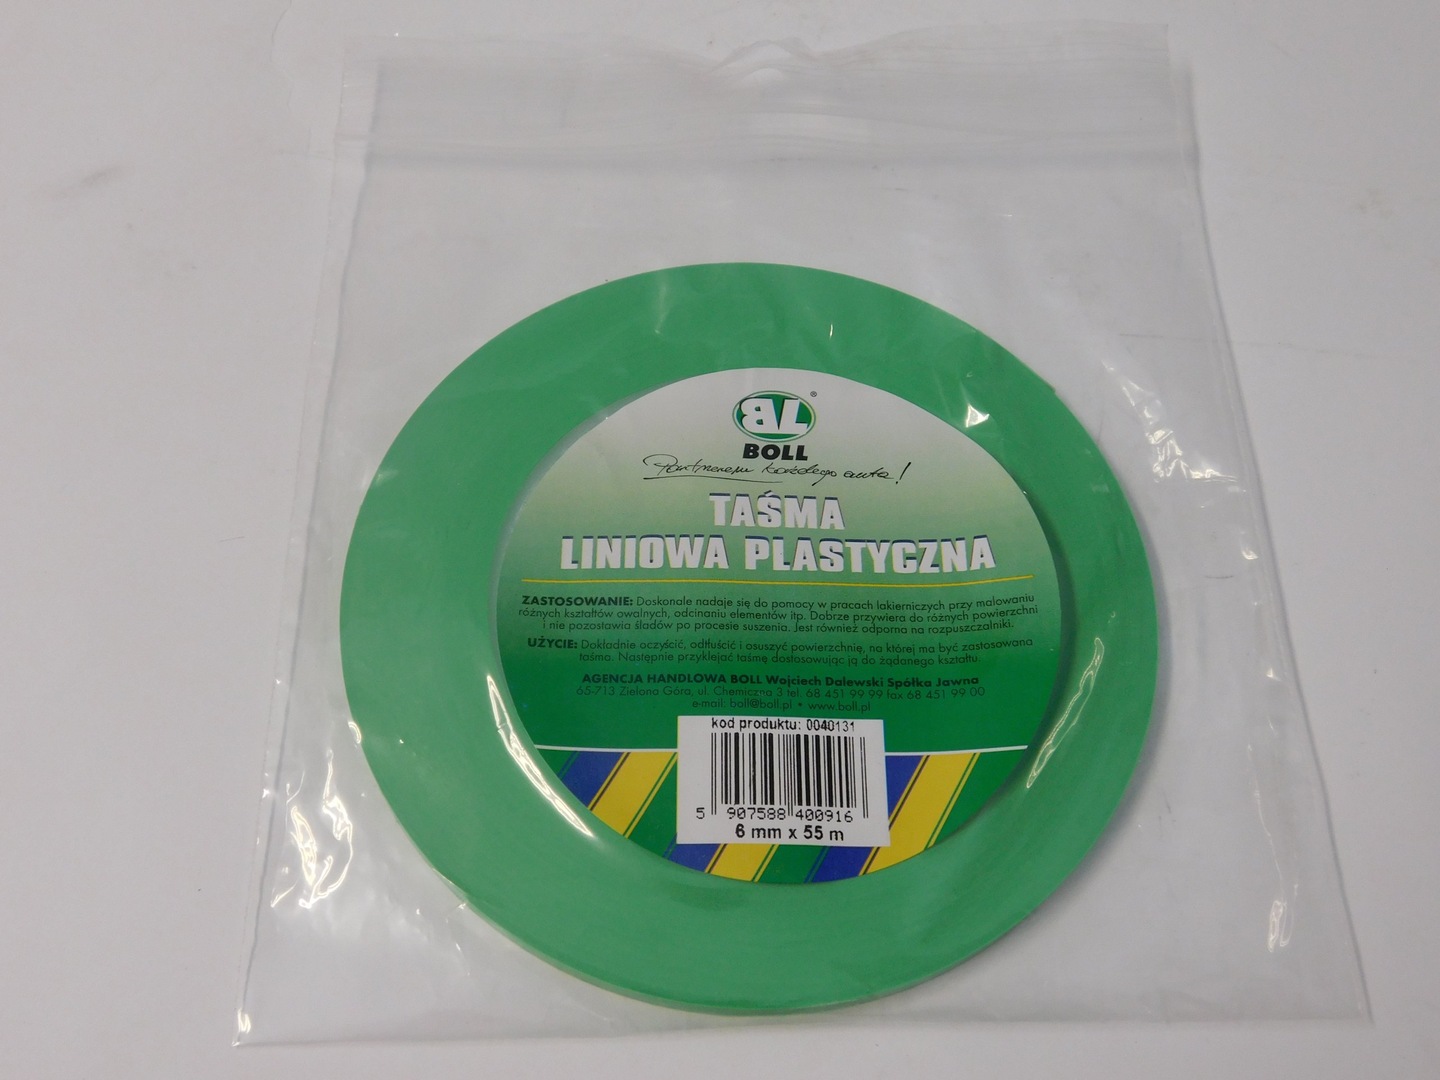 BL®
BOLL
Partnerem każdego auta!
TAŚMA
LINIOWA PLASTYCZNA
ZASTOSOWANIE: Doskonale nadaje się do pomocy w pracach lakierniczych przy malowaniu
różnych kształtów owalnych, odcinaniu elementów itp. Dobrze przywiera do różnych powierzchni
i nie pozostawia śladów po procesie suszenia. Jest również odporna na rozpuszczalniki.
UŻYCIE: Dokładnie oczyścić, odtłuścić i osuszyć powierzchnię, na której ma być zastosowana
taśma. Następnie przyklejać taśmę dostosowując ją do żądanego kształtu.
AGENCJA HANDLOWA BOLL Wojciech Dalewski Spółka Jawna
65-713 Zielona Góra, ul. Chemiczna 3 tel. 68 451 99 99 fax 68 451 99 00
e-mail: boll@boll.pl • www.boll.pl
kod produktu: 0040131
5 907588 400916
6 mm x 55 m